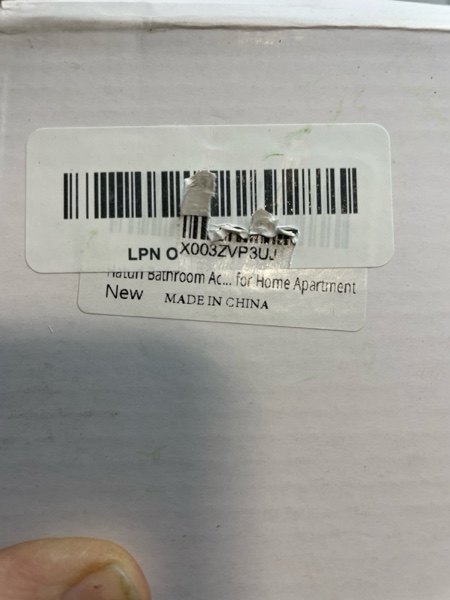 LPN O
X003ZVP3UJ
Bathroom Ac... for Home Apartment
New MADE IN CHINA